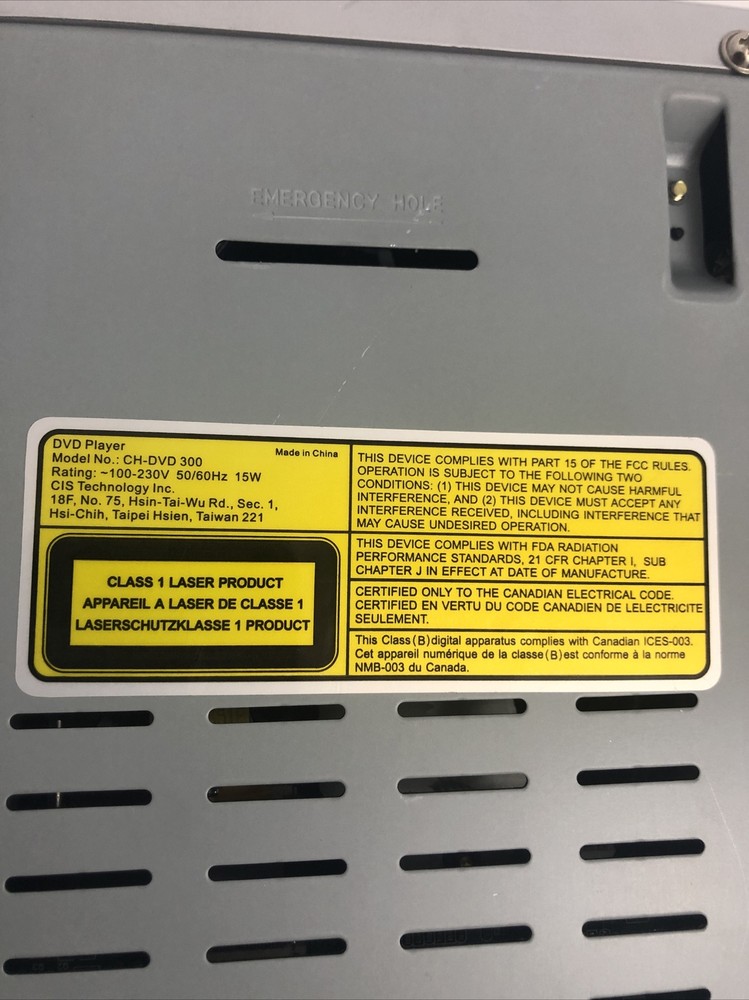 EMERGENCY HOLE
DVD Player
Made in China
Model No.: CH-DVD 300
Rating: ~100-230V 50/60Hz 15W
CIS Technology Inc.
18F, No. 75, Hsin-Tai-Wu Rd., Sec. 1,
Hsi-Chih, Taipei Hsien, Taiwan 221
CLASS 1 LASER PRODUCT
APPAREIL A LASER DE CLASSE 1
LASERSCHUTZKLASSE 1 PRODUCT
THIS DEVICE COMPLIES WITH PART 15 OF THE FCC RULES.
OPERATION IS SUBJECT TO THE FOLLOWING TWO
CONDITIONS: (1) THIS DEVICE MAY NOT CAUSE HARMFUL
INTERFERENCE, AND (2) THIS DEVICE MUST ACCEPT ANY
INTERFERENCE RECEIVED, INCLUDING INTERFERENCE THAT
MAY CAUSE UNDESIRED OPERATION.
THIS DEVICE COMPLIES WITH FDA RADIATION
PERFORMANCE STANDARDS, 21 CFR CHAPTER I, SUB
CHAPTER J IN EFFECT AT DATE OF MANUFACTURE.
CERTIFIED ONLY TO THE CANADIAN ELECTRICAL CODE.
CERTIFIED EN VERTU DU CODE CANADIEN DE LELECTRICITE
SEULEMENT.
This Class(B)digital apparatus complies with Canadian ICES-003.
Cet appareil numérique de la classe(B)est conforme à la norme
NMB-003 du Canada.